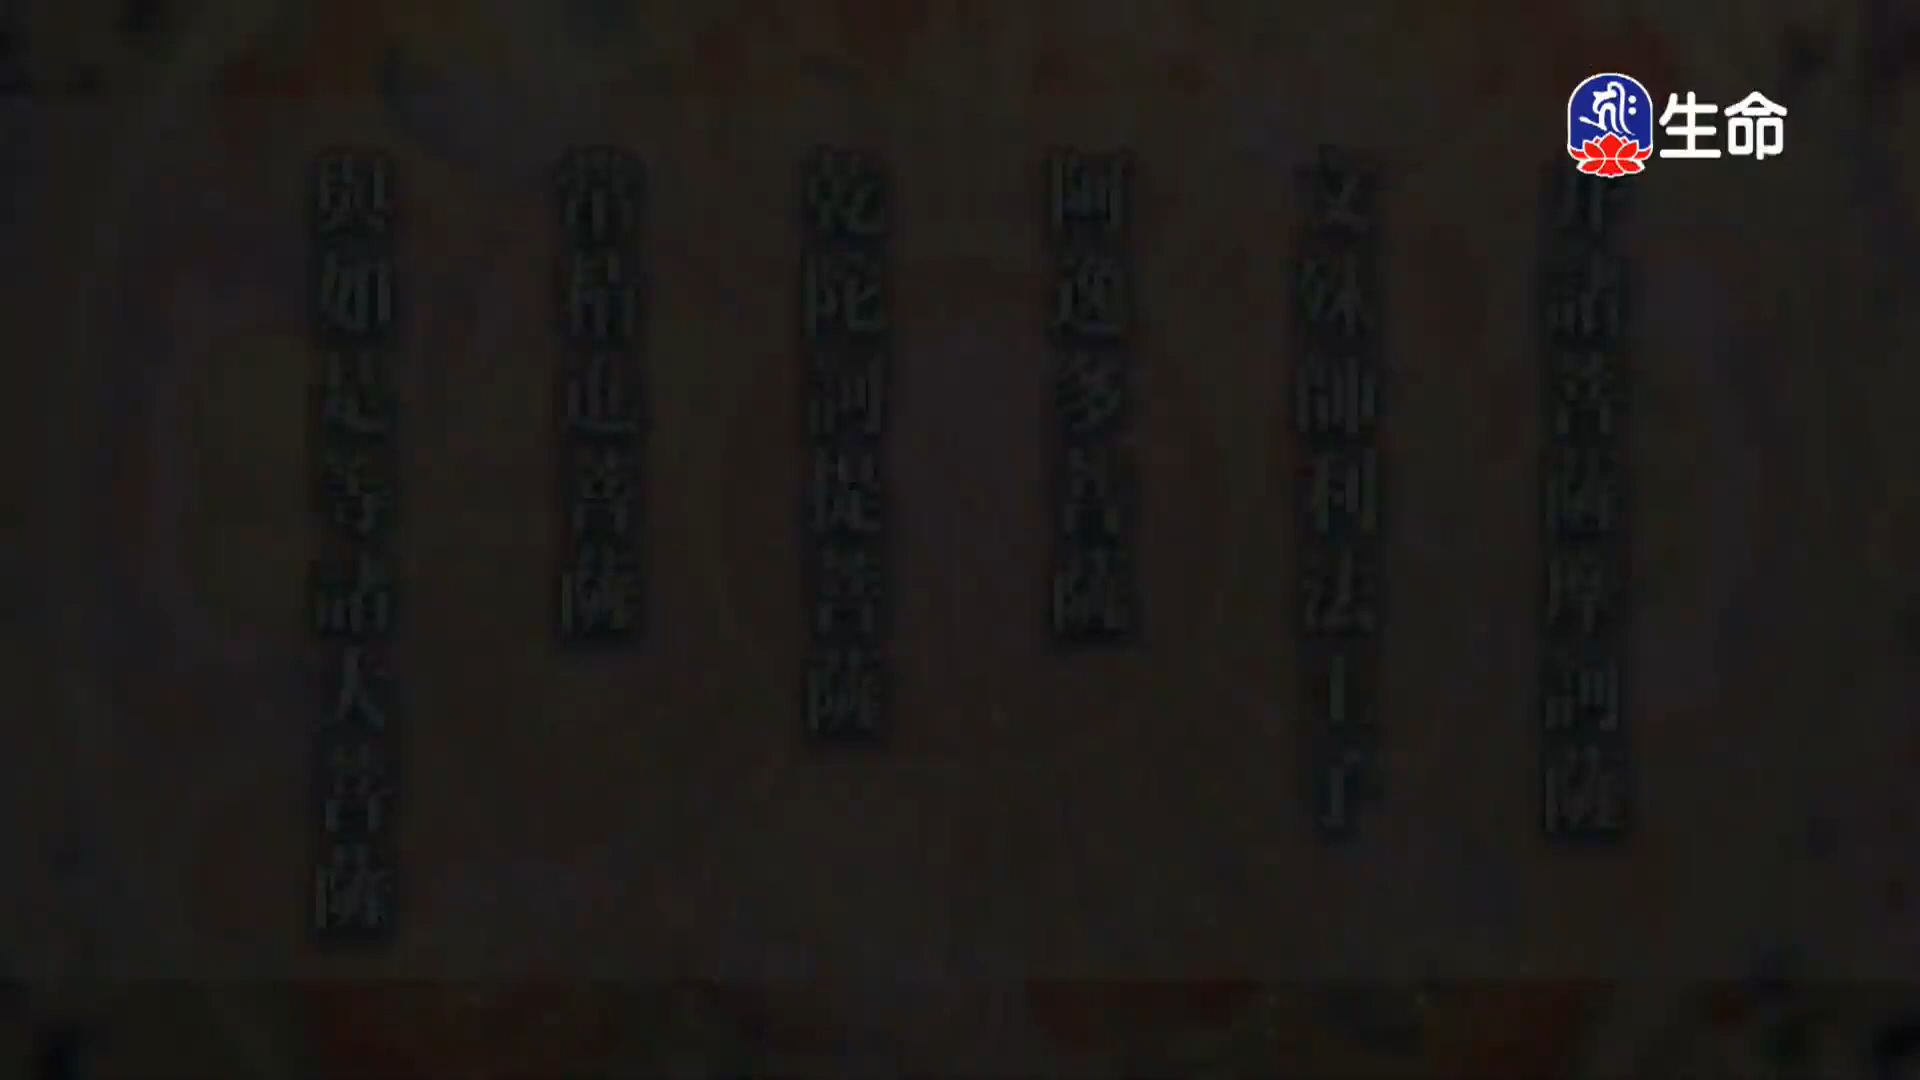 生命
并諸菩薩摩訶薩
文殊師利法王子
阿逸多菩薩
乾陀訶提菩薩
常精進菩薩
與如是等諸大菩薩